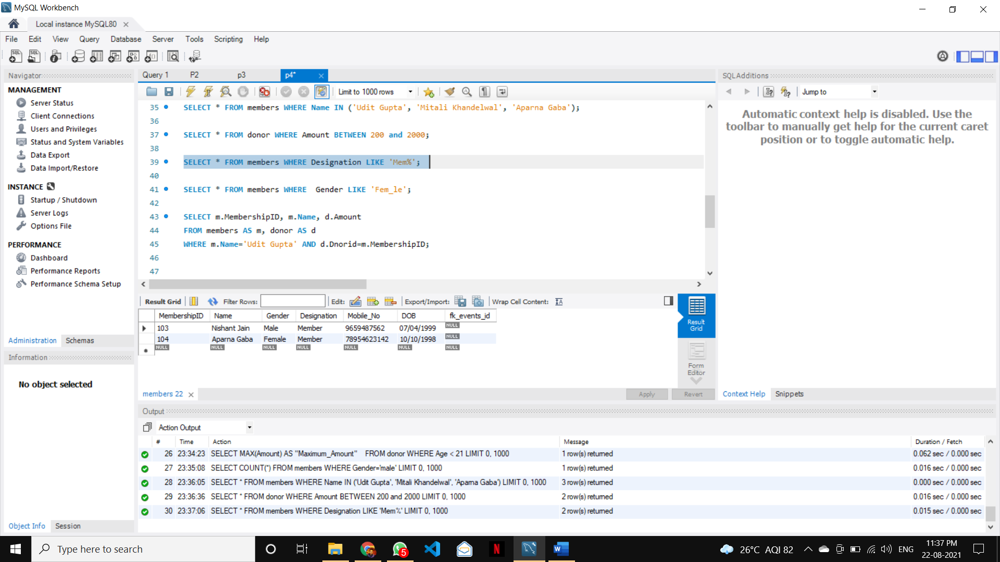 MySQL Workbench
Local instance MySQL80
File Edit View Query Database Server Tools Scripting Help
Navigator
MANAGEMENT
Server Status
Client Connections
Users and Privileges
Status and System Variables
Data Export
Data Import/Restore
INSTANCE
Startup / Shutdown
Server Logs
Options File
PERFORMANCE
Dashboard
Performance Reports
Performance Schema Setup
Administration Schemas
Information
No object selected
Object Info Session
Query 1 P2 p3 p4*
Limit to 1000 rows
35 SELECT * FROM members WHERE Name IN ('Udit Gupta', 'Mitali Khandelwal', 'Aparna Gaba');
36
37 SELECT * FROM donor WHERE Amount BETWEEN 200 and 2000;
38
39 SELECT * FROM members WHERE Designation LIKE 'Mem%';
40
41 SELECT * FROM members WHERE  Gender LIKE 'Fem_le';
42
43 SELECT m.MembershipID, m.Name, d.Amount
44 FROM members AS m, donor AS d
45 WHERE m.Name='Udit Gupta' AND d.Dnorid=m.MembershipID;
46
47
Result Grid Filter Rows: Edit: Export/Import: Wrap Cell Content:
MembershipID Name Gender Designation Mobile_No DOB fk_events_id
103 Nishant Jain Male Member 9659487562 07/04/1999 NULL
104 Aparna Gaba Female Member 78954623142 10/10/1998 NULL
NULL NULL NULL NULL NULL NULL NULL
Result Grid
Form Editor
members 22 Apply Revert
SQLAdditions
Jump to
Automatic context help is disabled. Use the
toolbar to manually get help for the current caret
position or to toggle automatic help.
Context Help Snippets
Output
Action Output
# Time Action Message Duration / Fetch
26 23:34:23 SELECT MAX(Amount) AS "Maximum_Amount"    FROM donor WHERE Age < 21 LIMIT 0, 1000 1 row(s) returned 0.062 sec / 0.000 sec
27 23:35:08 SELECT COUNT(*) FROM members WHERE Gender='male' LIMIT 0, 1000 1 row(s) returned 0.016 sec / 0.000 sec
28 23:36:05 SELECT * FROM members WHERE Name IN ('Udit Gupta', 'Mitali Khandelwal', 'Aparna Gaba') LIMIT 0, 1000 3 row(s) returned 0.000 sec / 0.000 sec
29 23:36:36 SELECT * FROM donor WHERE Amount BETWEEN 200 and 2000 LIMIT 0, 1000 2 row(s) returned 0.016 sec / 0.000 sec
30 23:37:06 SELECT * FROM members WHERE Designation LIKE 'Mem%' LIMIT 0, 1000 2 row(s) returned 0.015 sec / 0.000 sec
Type here to search
5
26°C AQI 82 ENG
11:37 PM
22-08-2021